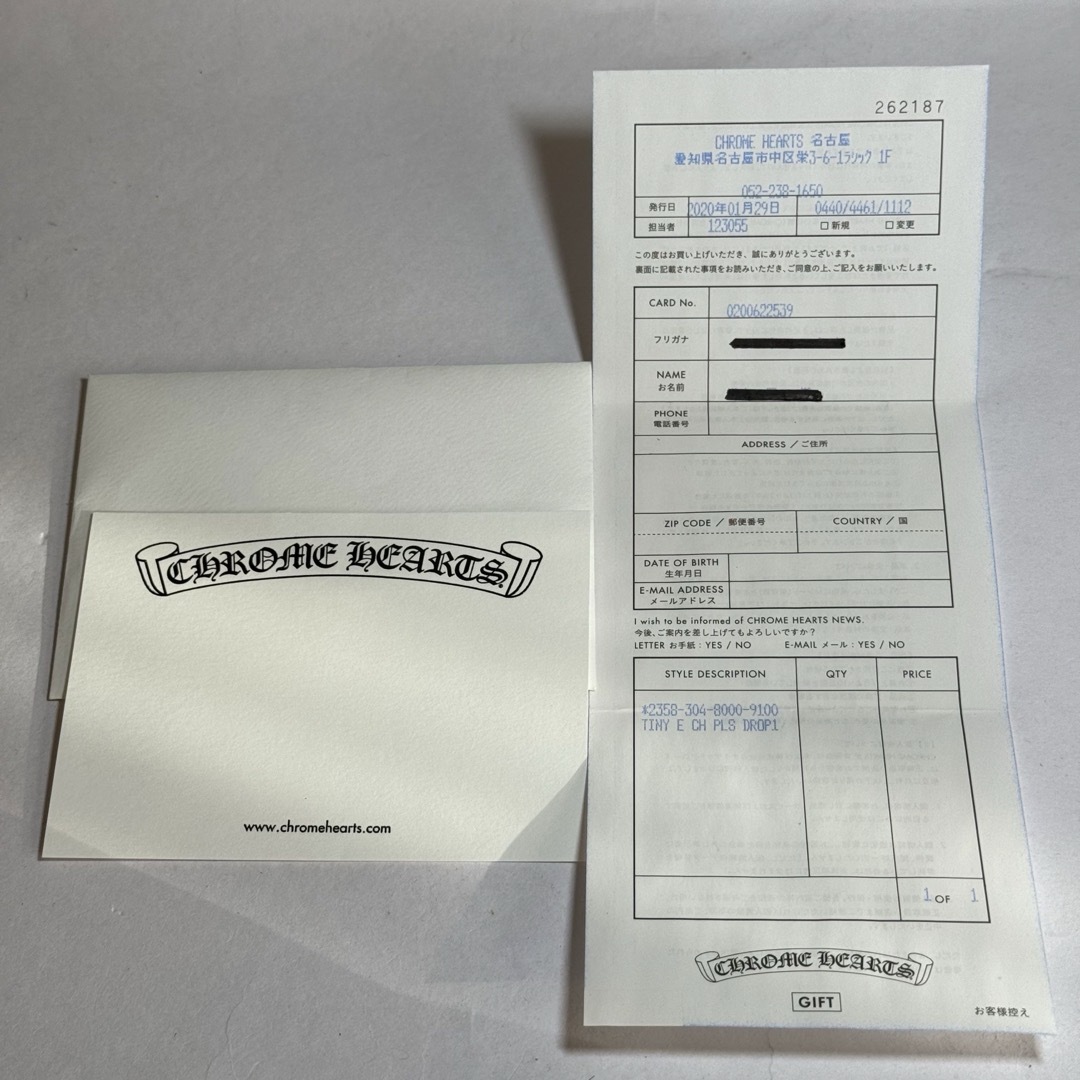 CHROME HEARTS
www.chromehearts.com
262187
CHROME HEARTS 名古屋
愛知県名古屋市中区栄3-6-1ラシック 1F
052-238-1650
発行日 2020年01月29日 0440/4461/1112
担当者 123055 □ 新規 □ 変更
この度はお買い上げいただき、誠にありがとうございます。
裏面に記載された事項をお読みいただき、ご同意の上、ご記入をお願いいたします。
CARD No. 0200622539
フリガナ
NAME
お名前
PHONE
電話番号
ADDRESS / ご住所
ZIP CODE / 郵便番号 COUNTRY / 国
DATE OF BIRTH
生年月日
E-MAIL ADDRESS
メールアドレス
I wish to be informed of CHROME HEARTS NEWS.
今後、ご案内を差し上げてもよろしいですか？
LETTER お手紙 : YES / NO E-MAIL メール : YES / NO
STYLE DESCRIPTION QTY PRICE
*2358-304-8000-9100
TINY E CH PLS DROP1
1 OF 1
CHROME HEARTS
GIFT
お客様控え